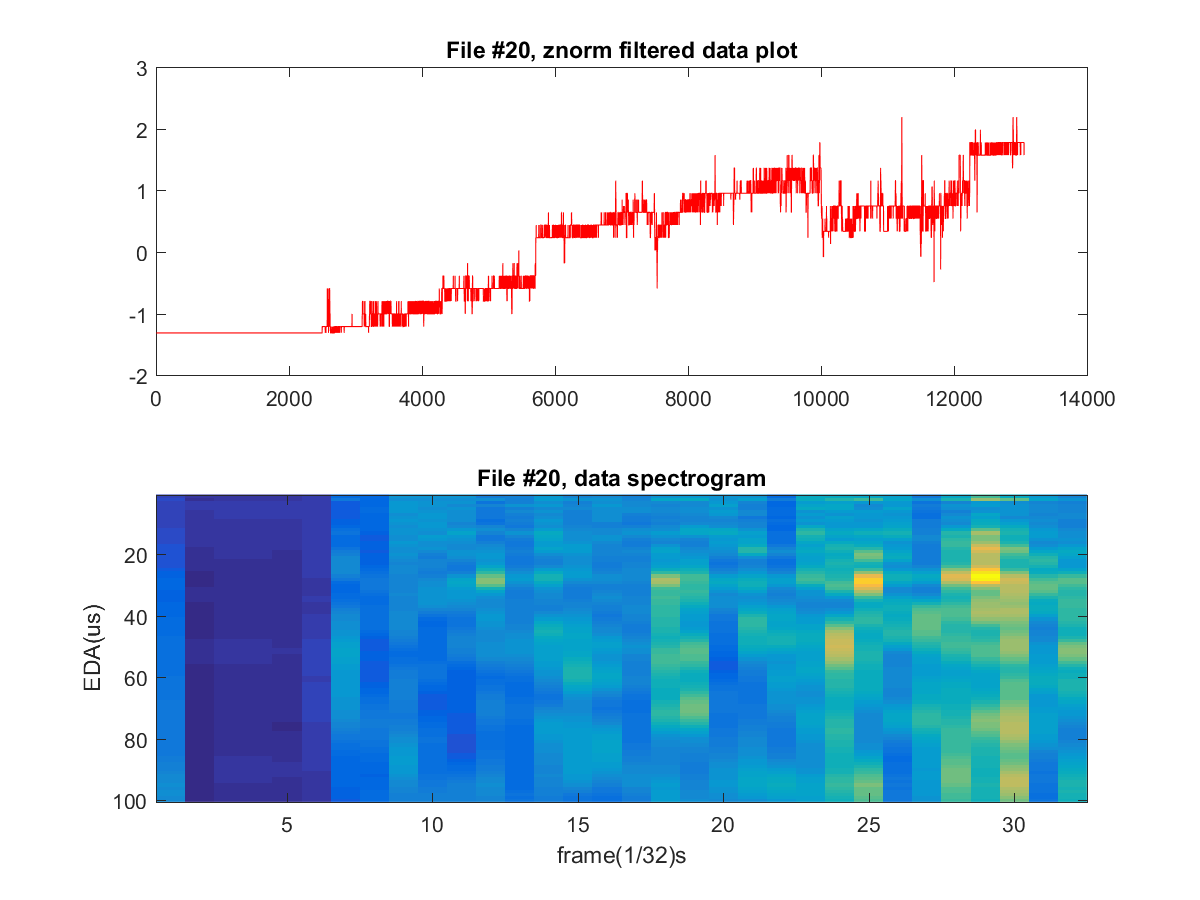 File #20, znorm filtered data plot
3
2
1
0
-1
-2
0 2000 4000 6000 8000 10000 12000 14000
File #20, data spectrogram
EDA(us)
20
40
60
80
100
5 10 15 20 25 30
frame(1/32)s